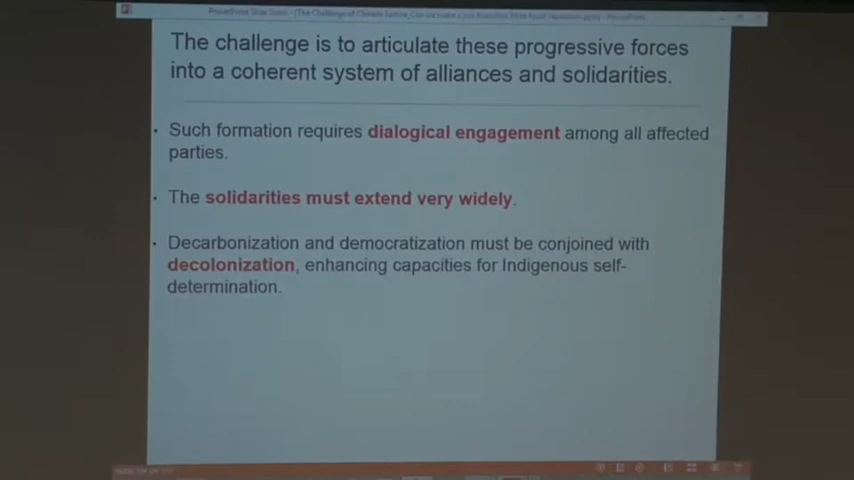 The challenge is to articulate these progressive forces
into a coherent system of alliances and solidarities.
• Such formation requires dialogical engagement among all affected
parties.
• The solidarities must extend very widely.
• Decarbonization and democratization must be conjoined with
decolonization, enhancing capacities for Indigenous self-
determination.